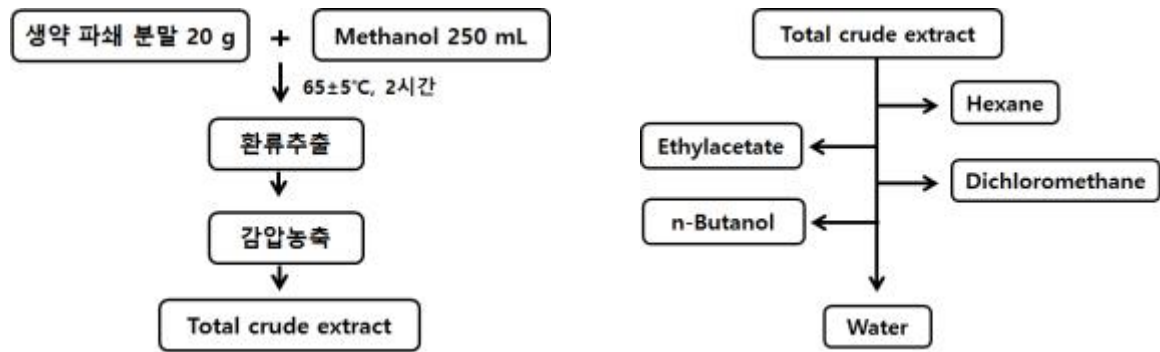 생약 파쇄 분말 20 g + Methanol 250 mL
65±5℃, 2시간
환류추출
감압농축
Total crude extract
Total crude extract
Hexane
Ethylacetate
Dichloromethane
n-Butanol
Water